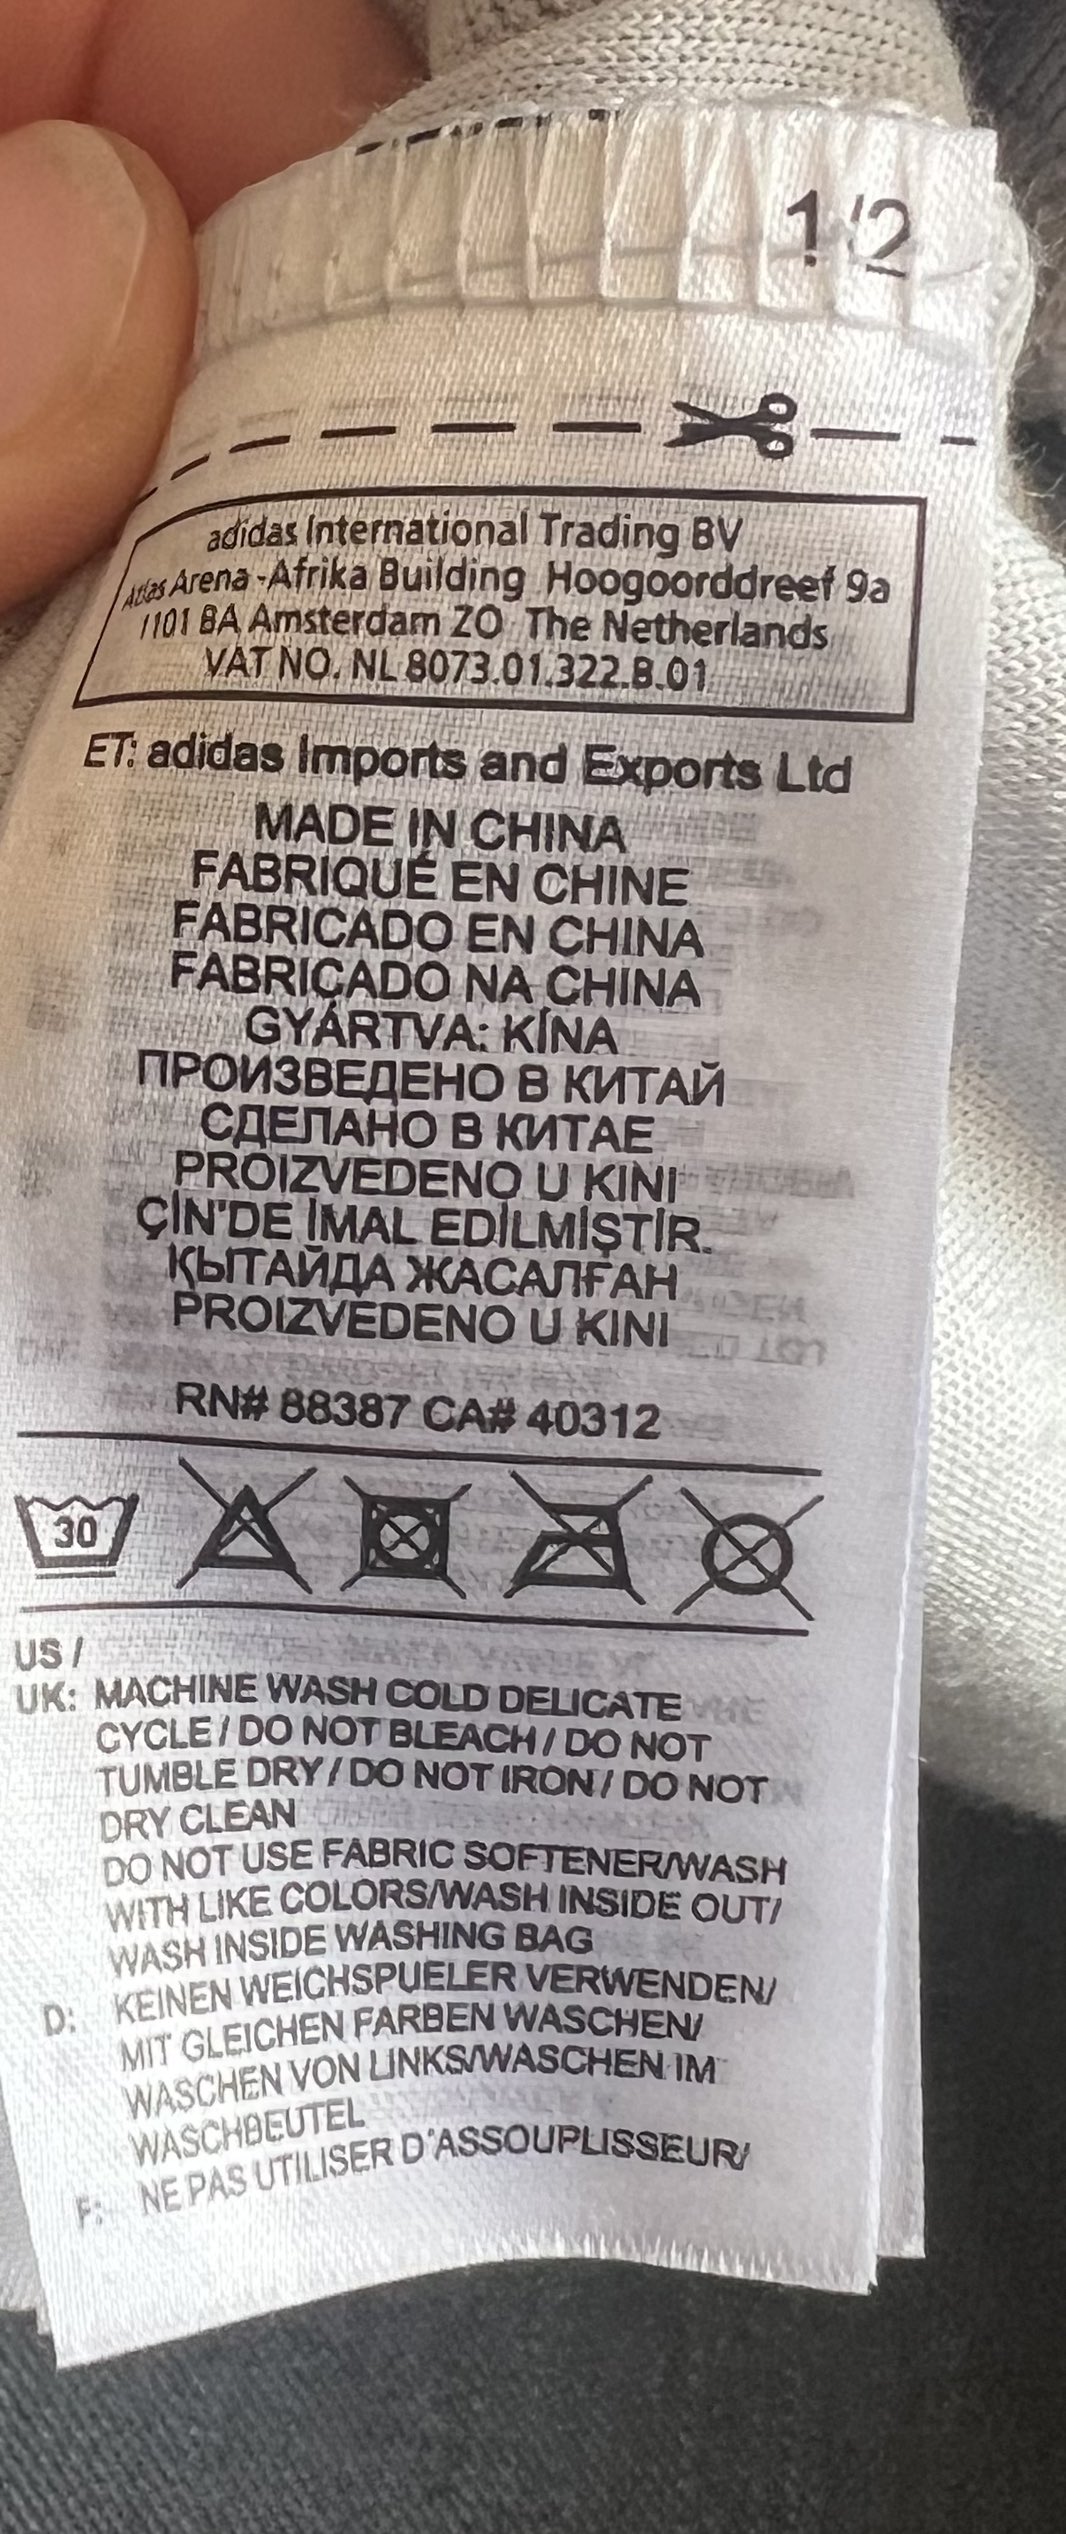 1/2
adidas International Trading BV
Atlas Arena-Afrika Building Hoogoorddreef 9a
1101 BA Amsterdam ZO The Netherlands
VAT NO. NL 8073.01.322.B.01
ET: adidas Imports and Exports Ltd
MADE IN CHINA
FABRIQUÉ EN CHINE
FABRICADO EN CHINA
FABRICADO NA CHINA
GYÁRTVA: KÍNA
ПРОИЗВЕДЕНО В КИТАЙ
СДЕЛАНО В КИТАЕ
PROIZVEDENO U KINI
ÇİN'DE İMAL EDİLMİŞTİR.
ҚЫТАЙДА ЖАСАЛҒАН
PROIZVEDENO U KINI
RN# 88387 CA# 40312
30
US /
UK: MACHINE WASH COLD DELICATE
CYCLE / DO NOT BLEACH / DO NOT
TUMBLE DRY / DO NOT IRON / DO NOT
DRY CLEAN
DO NOT USE FABRIC SOFTENER/WASH
WITH LIKE COLORS/WASH INSIDE OUT/
WASH INSIDE WASHING BAG
D: KEINEN WEICHSPUELER VERWENDEN/
MIT GLEICHEN FARBEN WASCHEN/
WASCHEN VON LINKS/WASCHEN IM
WASCHBEUTEL
F: NE PAS UTILISER D'ASSOUPLISSEUR/